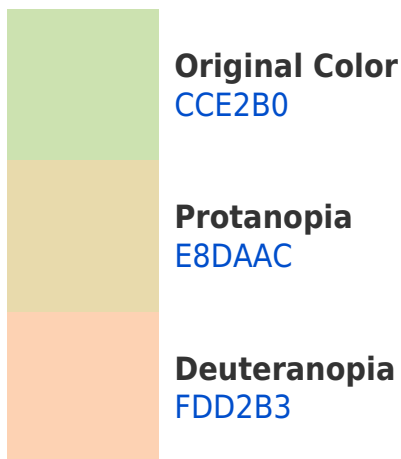 Original Color
CCE2B0
Protanopia
E8DAAC
Deuteranopia
FDD2B3